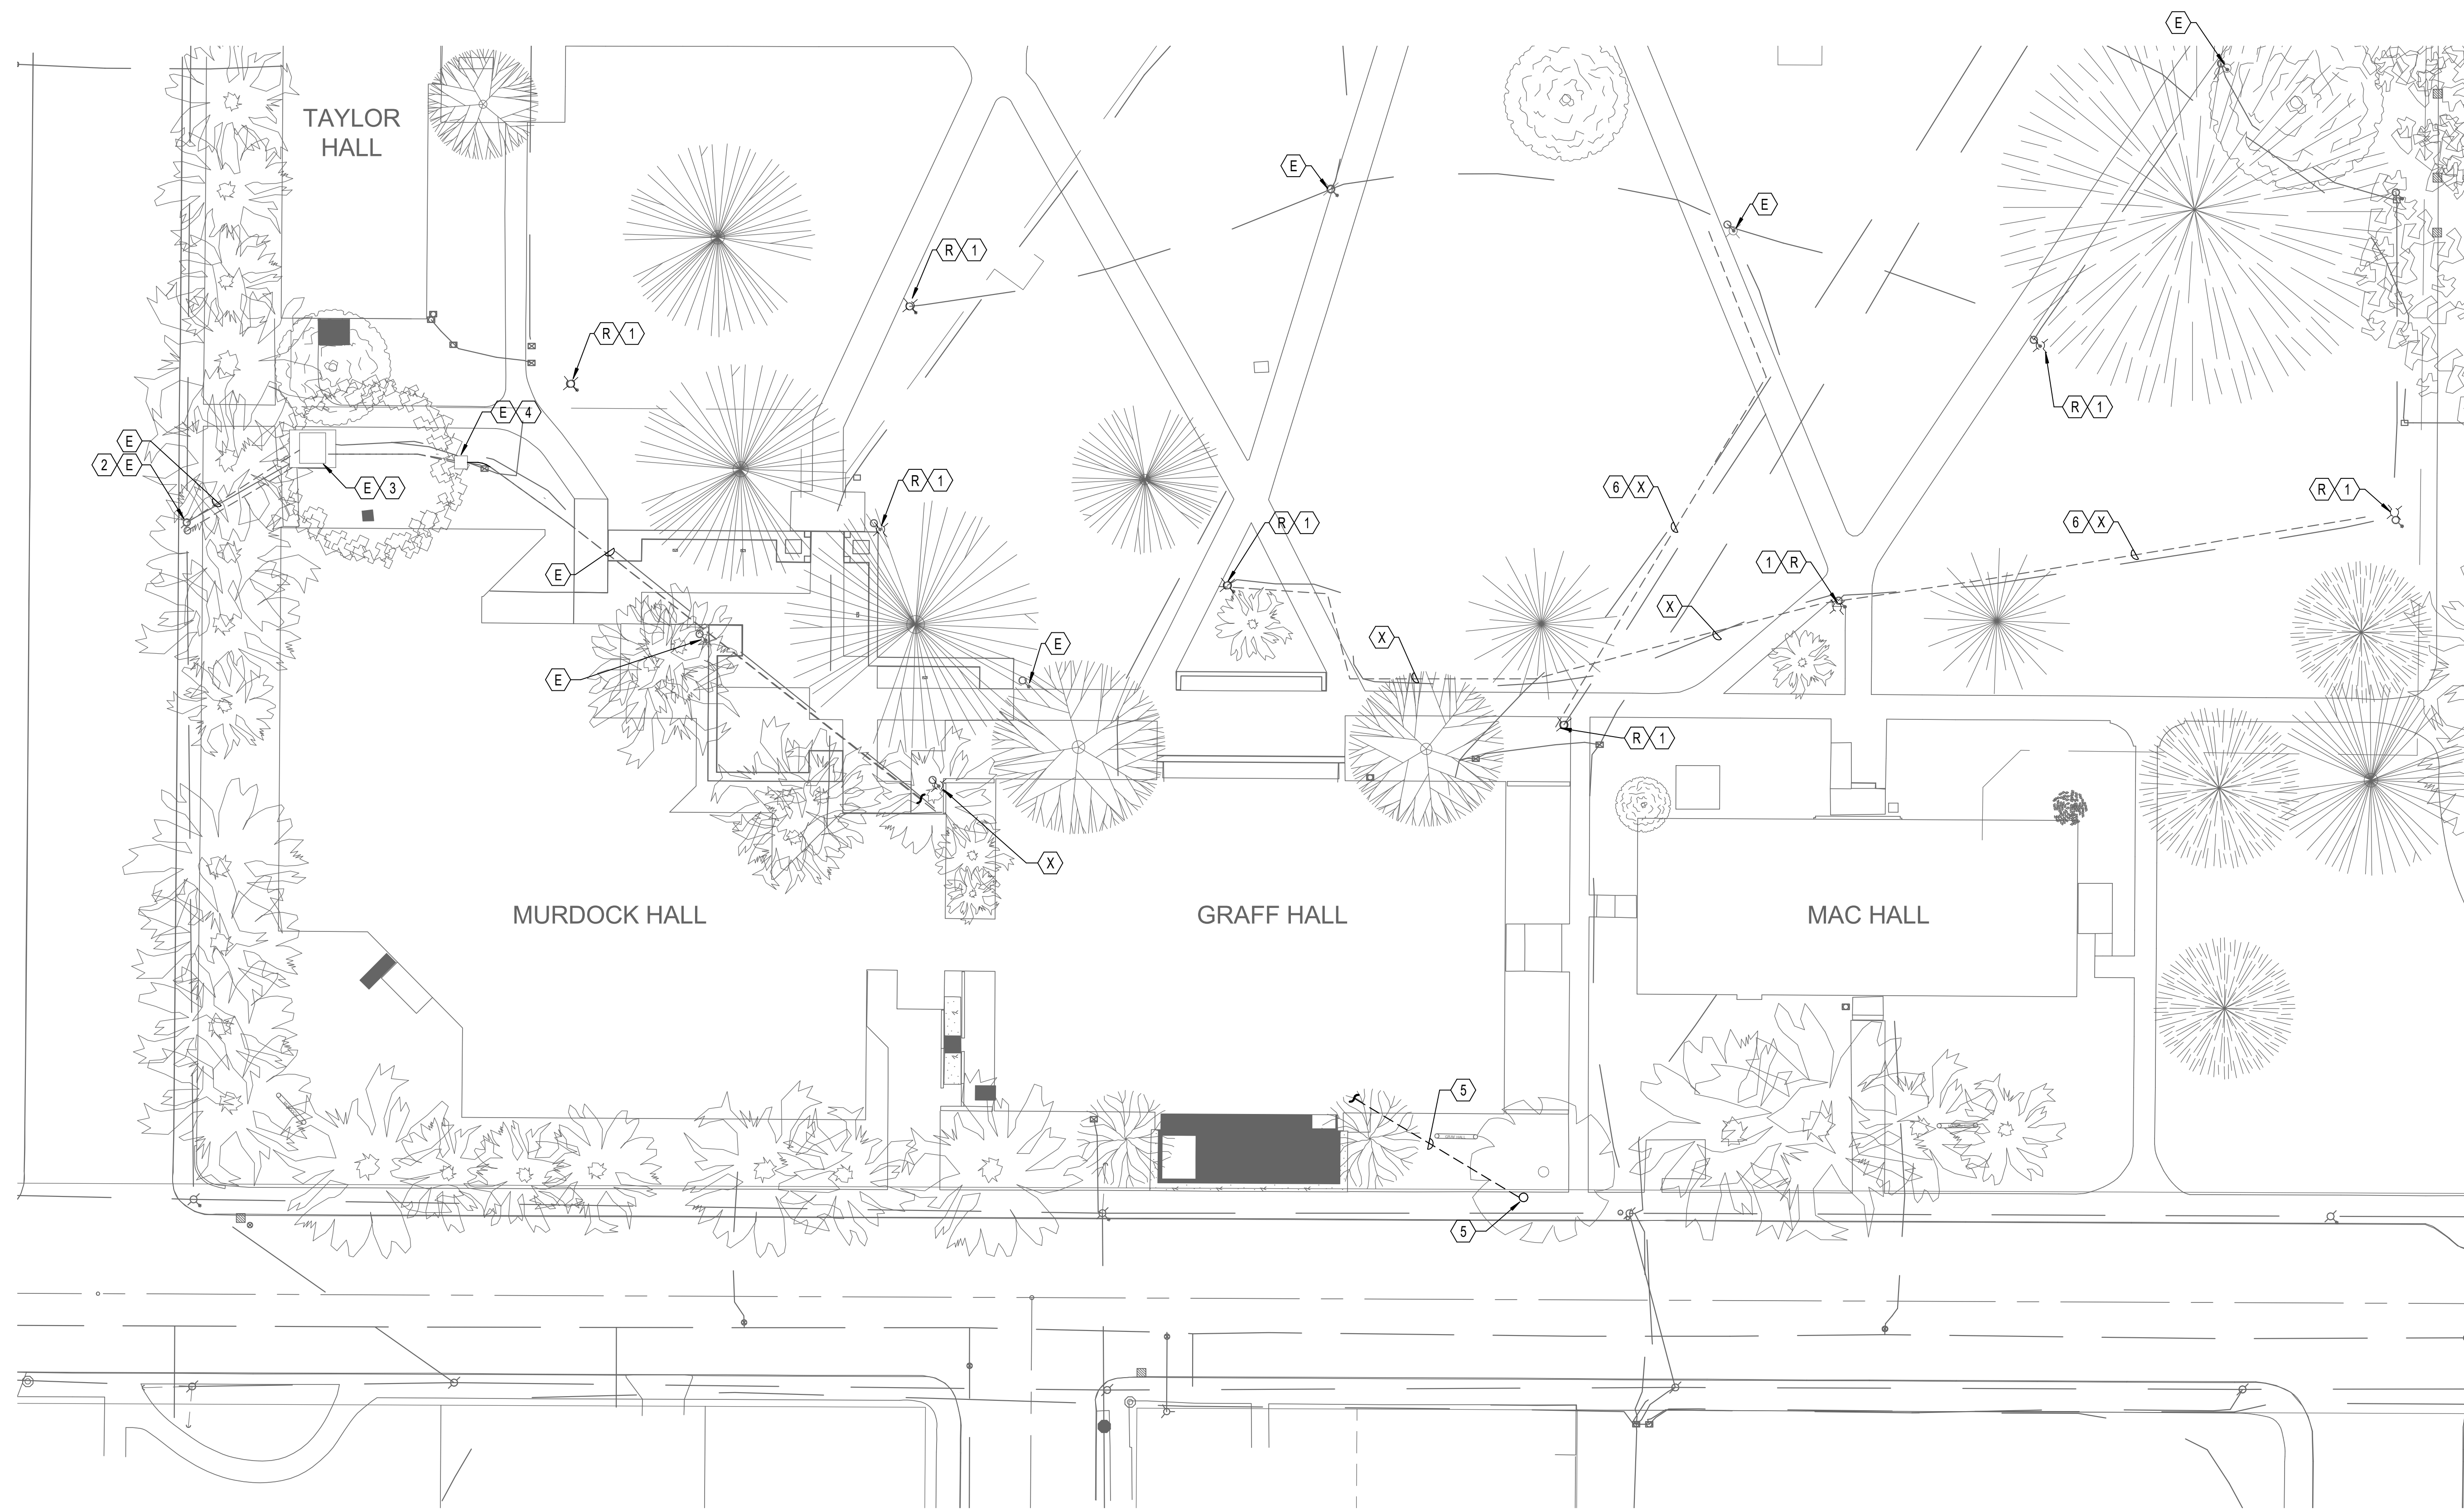 E
TAYLOR
HALL
E
E
R 1
R 1
R 1
E 4
E
2 E
E 3
R 1
6 X
R 1
R 1
6 X
1 R
E
X
X
E
E
R 1
X
MURDOCK HALL
GRAFF HALL
MAC HALL
5
5